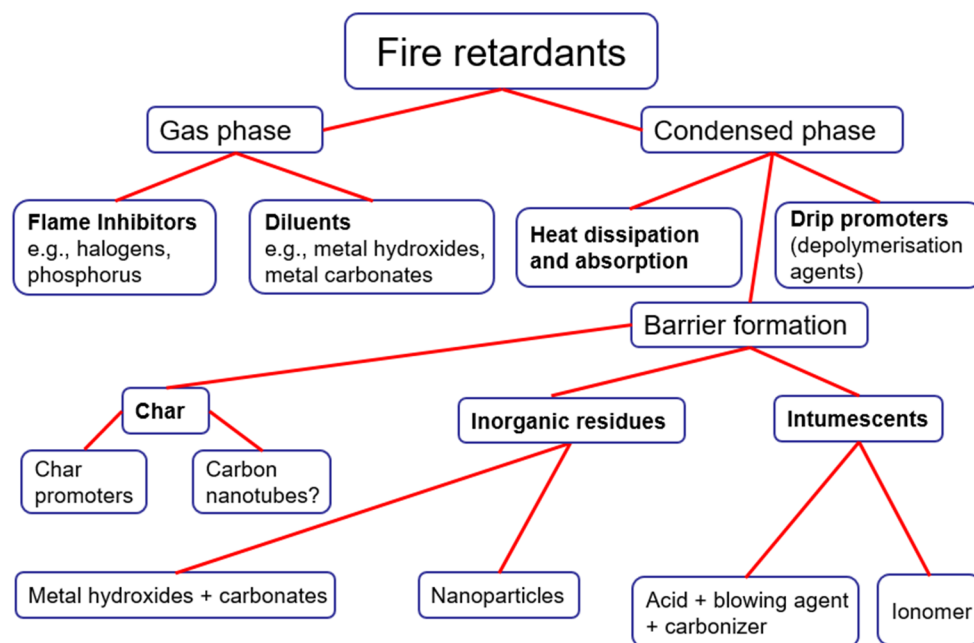 Fire retardants
Gas phase
Condensed phase
Flame Inhibitors
e.g., halogens,
phosphorus
Diluents
e.g., metal hydroxides,
metal carbonates
Heat dissipation
and absorption
Drip promoters
(depolymerisation
agents)
Barrier formation
Char
Inorganic residues
Intumescents
Char
promoters
Carbon
nanotubes?
Metal hydroxides + carbonates
Nanoparticles
Acid + blowing agent
+ carbonizer
Ionomer